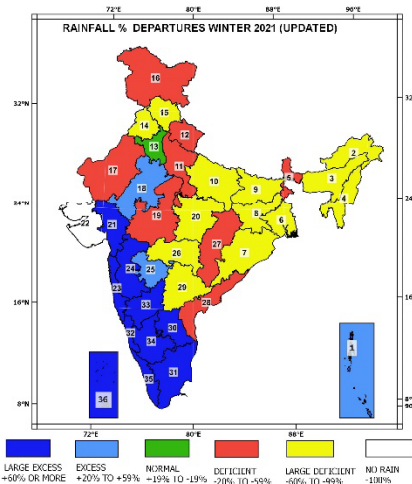 RAINFALL % DEPARTURES WINTER 2021 (UPDATED)
72°E 80°E 88°E 96°E
32°N
24°N
16°N
8°N
72°E 80°E 88°E
16
15
14
13
12
17
11
18
10
9
5
2
3
4
22
21
19
20
8
6
7
27
26
25
24
23
29
28
33
30
32
34
35
31
36
1
LARGE EXCESS
+60% OR MORE
EXCESS
+20% TO +59%
NORMAL
+19% TO -19%
DEFICIENT
-20% TO -59%
LARGE DEFICIENT
-60% TO -99%
NO RAIN
-100%